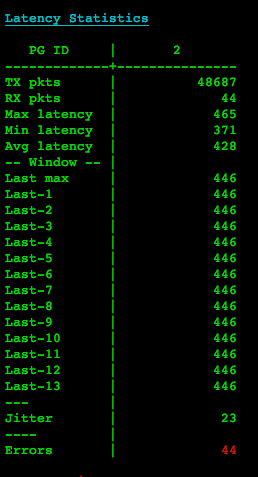 Latency Statistics
PG ID | 2
-------------+---------------
TX pkts | 48687
RX pkts | 44
Max latency | 465
Min latency | 371
Avg latency | 428
-- Window -- |
Last max | 446
Last-1 | 446
Last-2 | 446
Last-3 | 446
Last-4 | 446
Last-5 | 446
Last-6 | 446
Last-7 | 446
Last-8 | 446
Last-9 | 446
Last-10 | 446
Last-11 | 446
Last-12 | 446
Last-13 | 446
--- |
Jitter | 23
---- |
Errors | 44